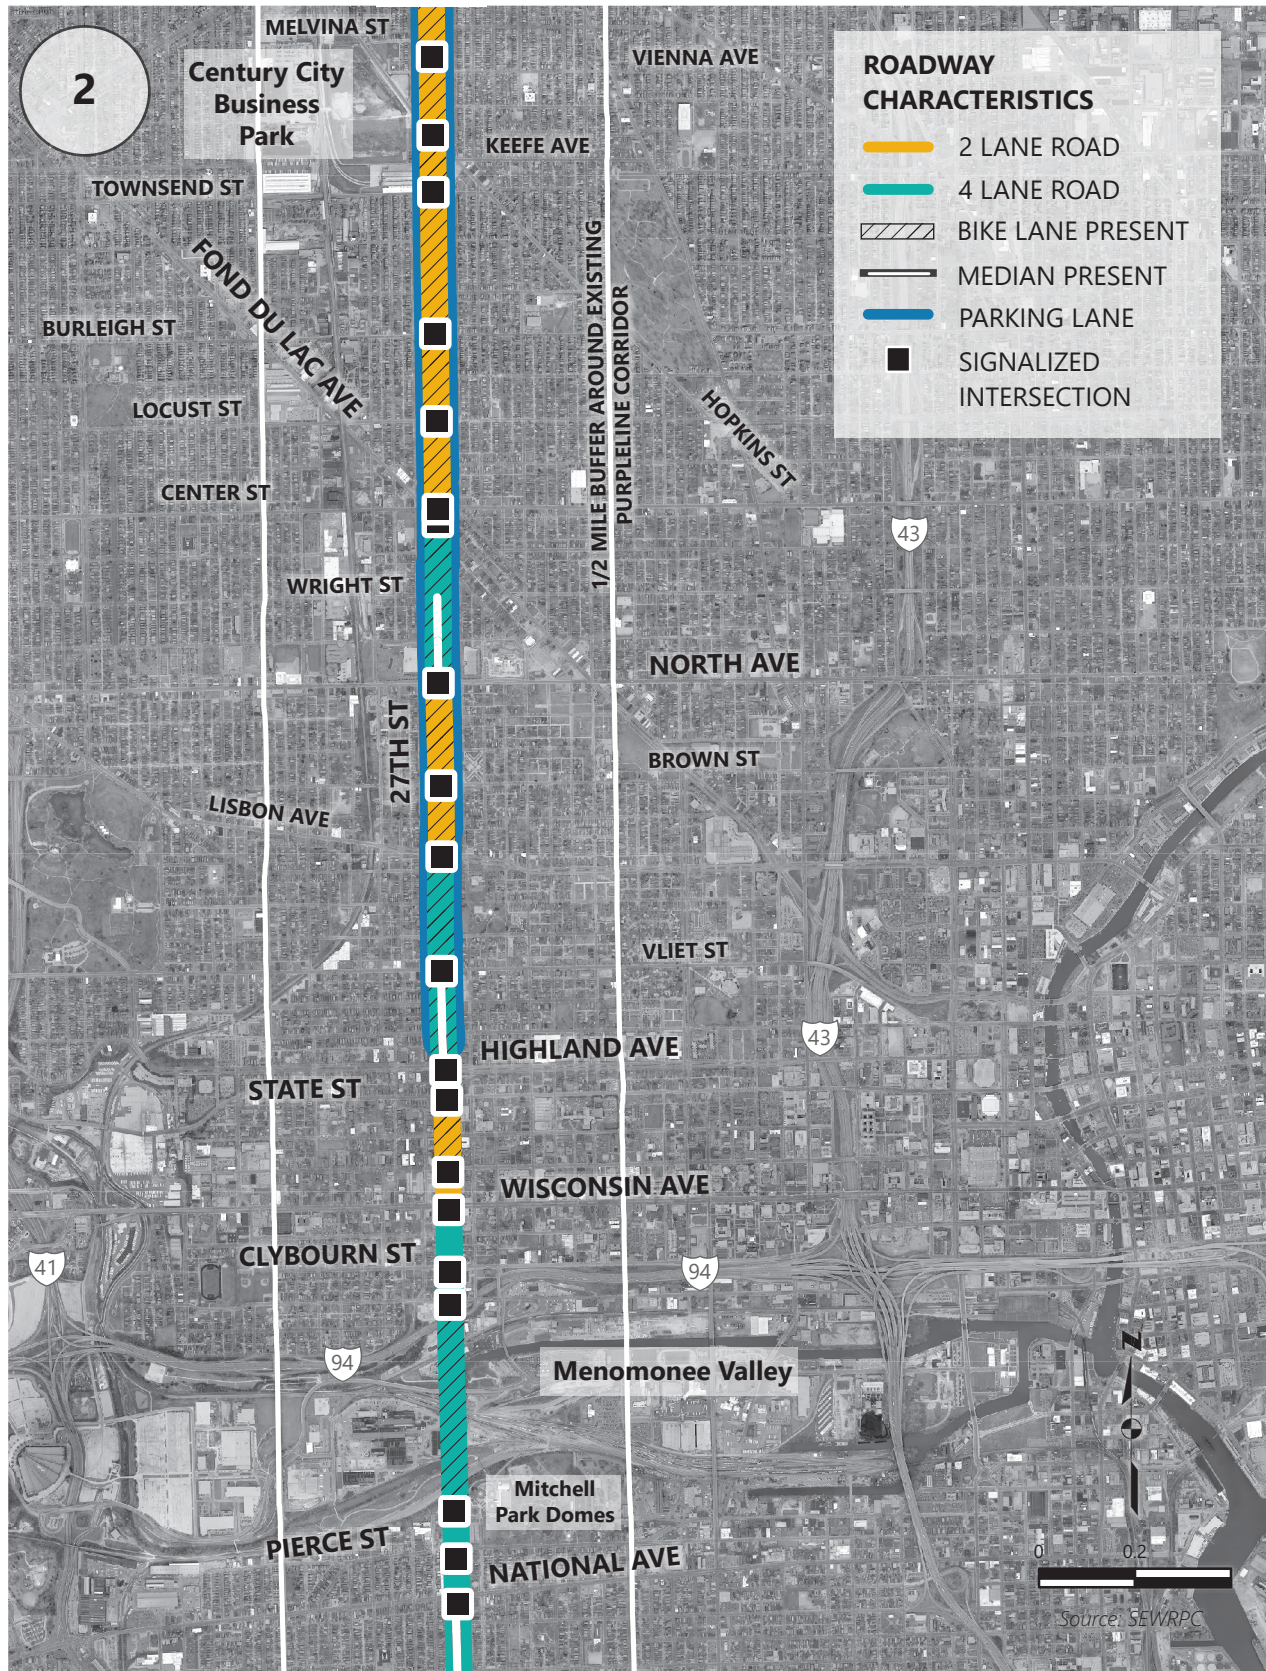 2
MELVINA ST
Century City
Business
Park
VIENNA AVE
KEEFE AVE
TOWNSEND ST
FOND DU LAC AVE
BURLEIGH ST
LOCUST ST
CENTER ST
WRIGHT ST
1/2 MILE BUFFER AROUND EXISTING
PURPLELINE CORRIDOR
HOPKINS ST
ROADWAY
CHARACTERISTICS
2 LANE ROAD
4 LANE ROAD
BIKE LANE PRESENT
MEDIAN PRESENT
PARKING LANE
SIGNALIZED
INTERSECTION
43
NORTH AVE
27TH ST
BROWN ST
LISBON AVE
VLIET ST
43
HIGHLAND AVE
STATE ST
WISCONSIN AVE
CLYBOURN ST
41
94
94
Menomonee Valley
Mitchell
Park Domes
PIERCE ST
NATIONAL AVE
N
0 0.2
Source: SEWRPC